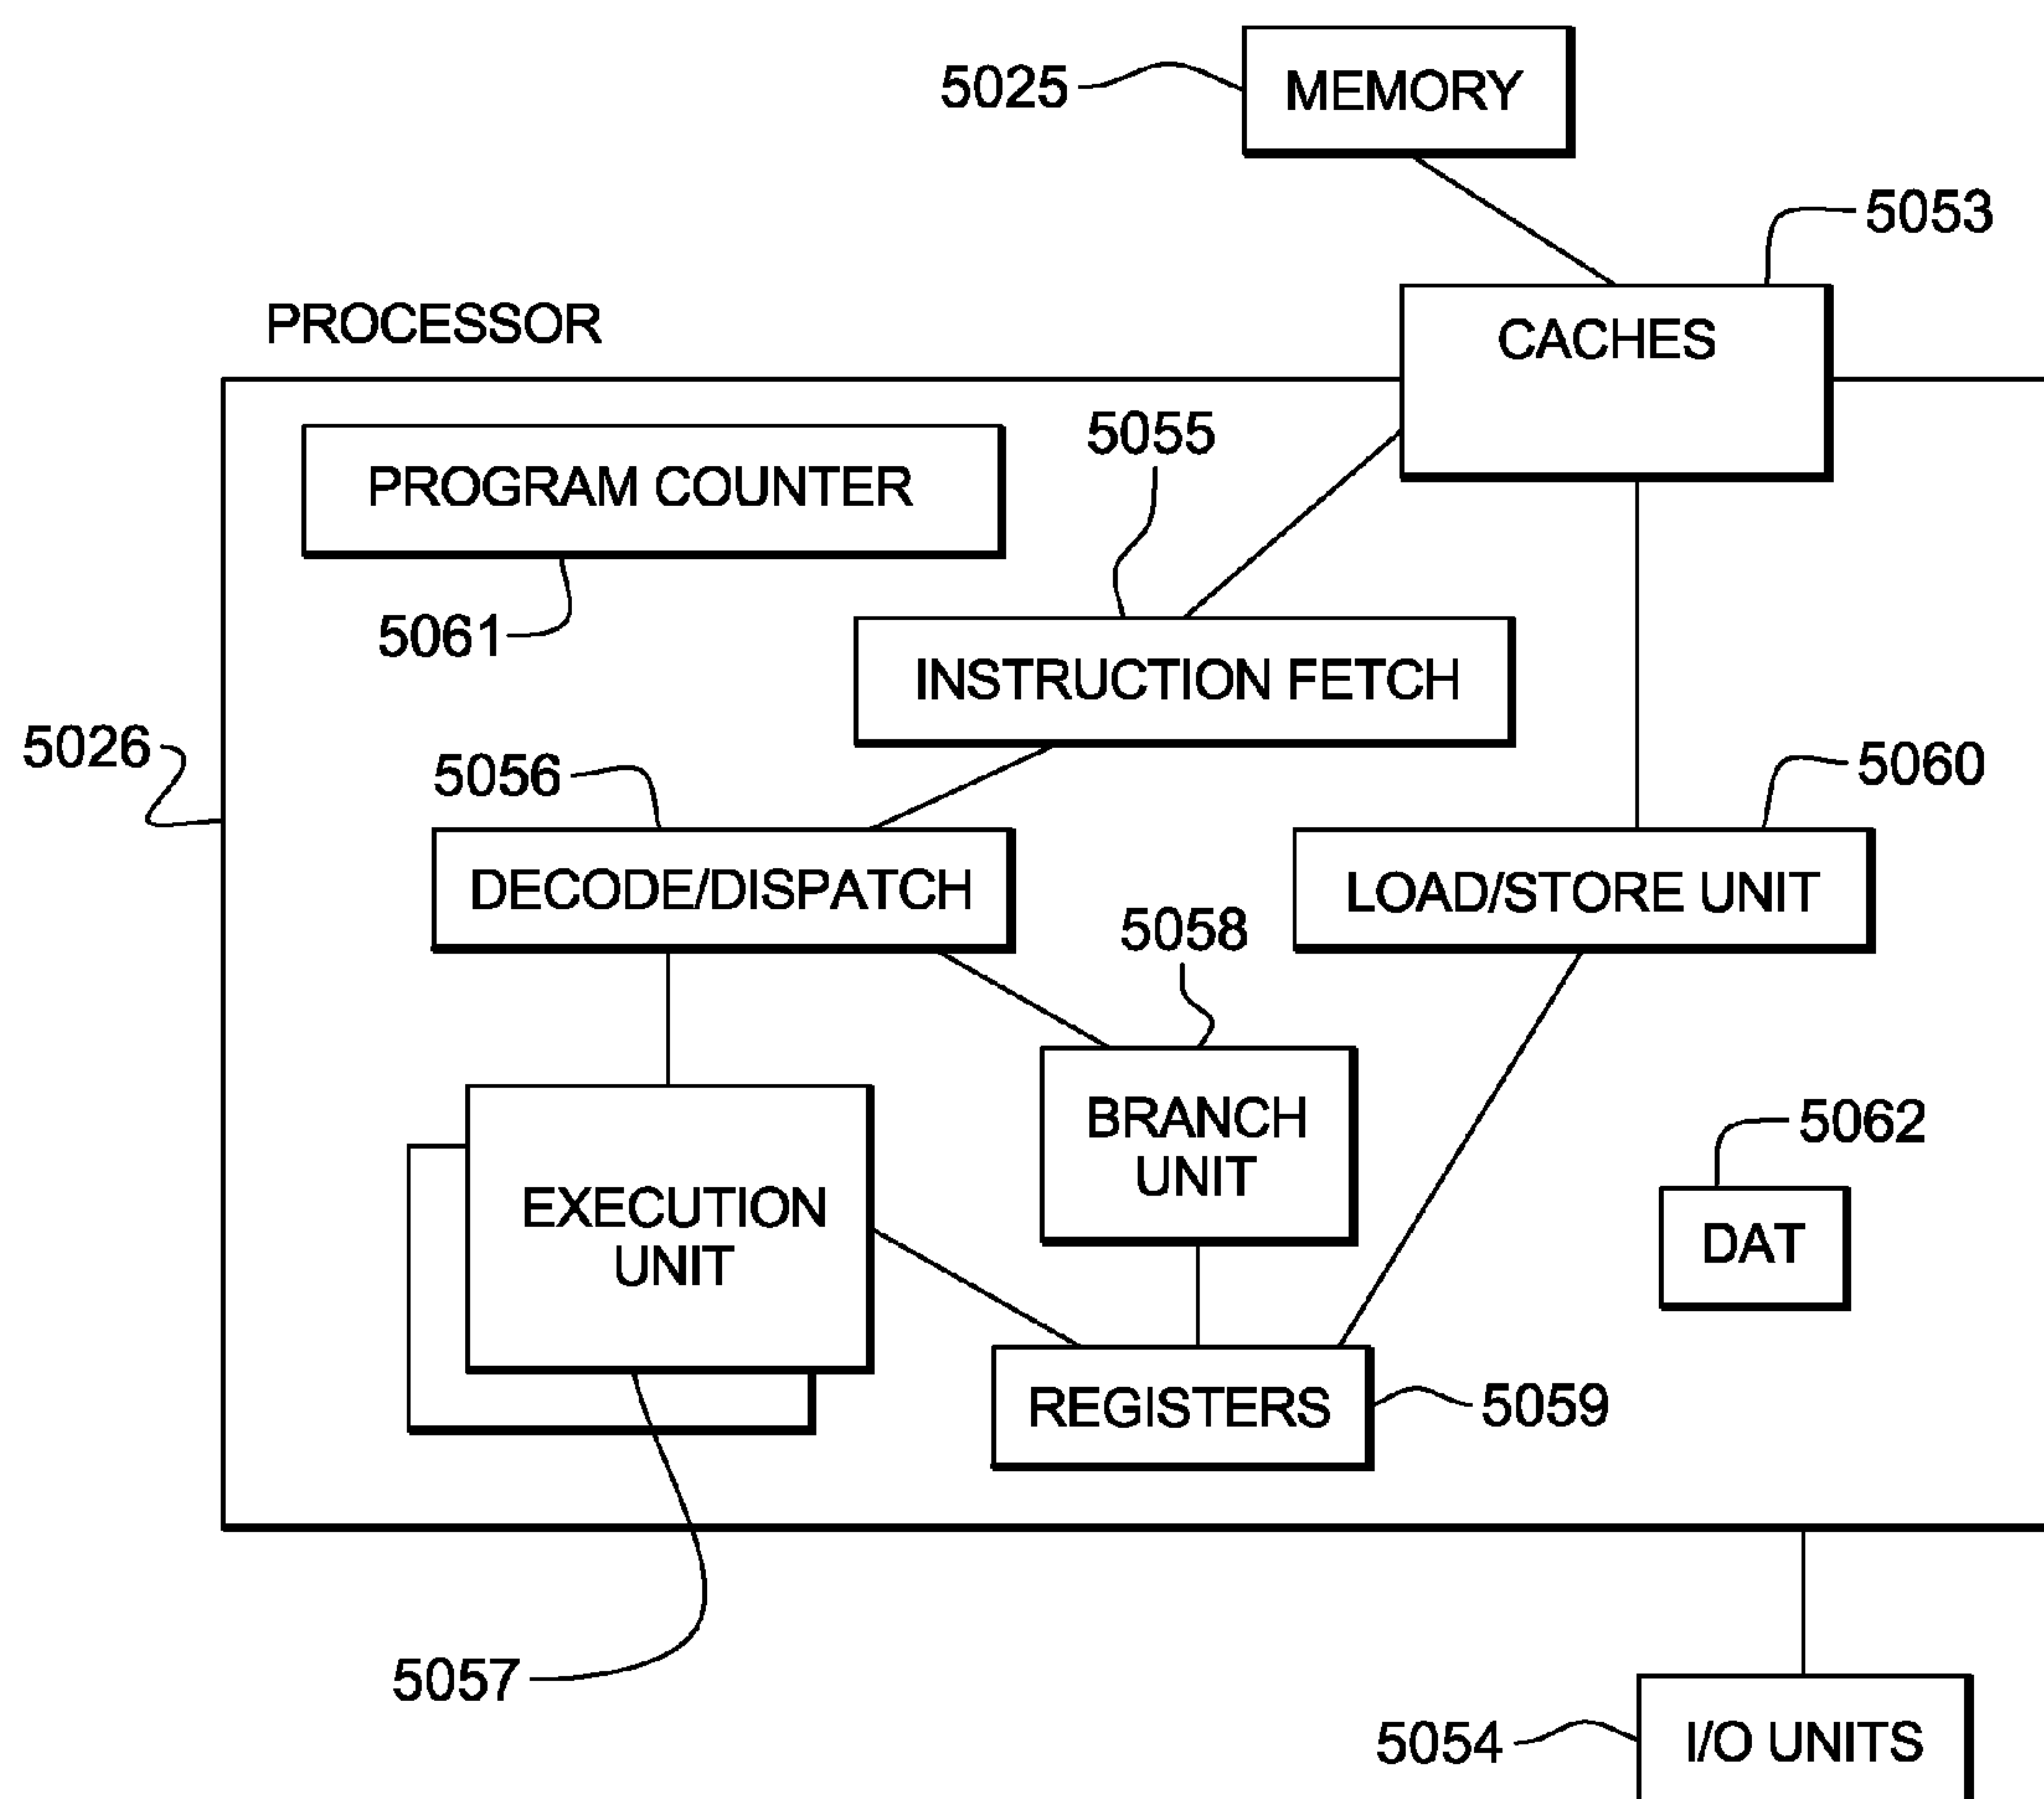 5025
MEMORY
5053
PROCESSOR
CACHES
5055
PROGRAM COUNTER
5061
INSTRUCTION FETCH
5026
5056
5060
DECODE/DISPATCH
LOAD/STORE UNIT
5058
BRANCH
UNIT
5062
EXECUTION
UNIT
DAT
REGISTERS
5059
5057
5054
I/O UNITS